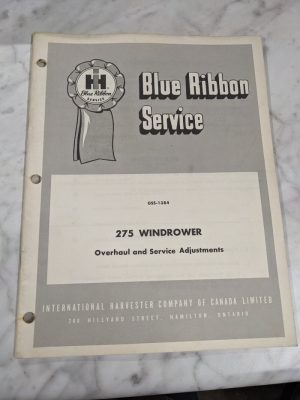 IH
Blue Ribbon
SERVICE
Blue Ribbon
Service
GSS-1384
275 WINDROWER
Overhaul and Service Adjustments
INTERNATIONAL HARVESTER COMPANY OF CANADA LIMITED
208 HILLYARD STREET, HAMILTON, ONTARIO